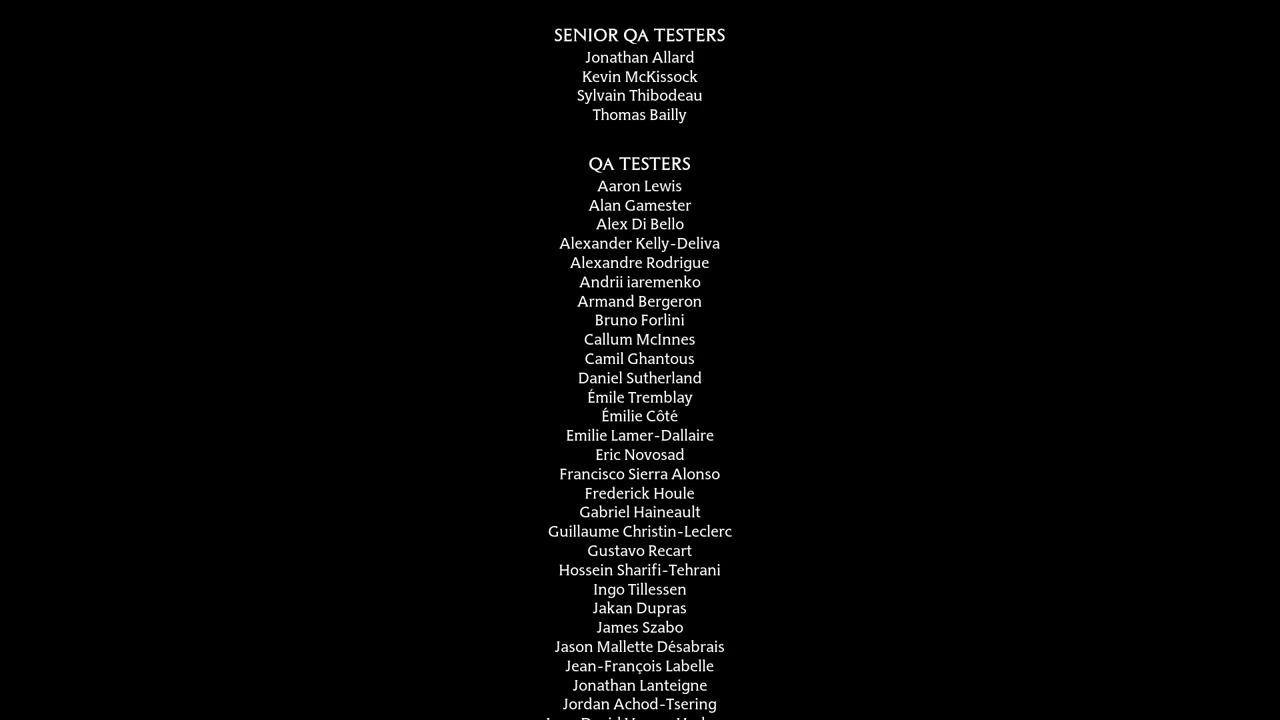 SENIOR QA TESTERS
Jonathan Allard
Kevin McKissock
Sylvain Thibodeau
Thomas Bailly
QA TESTERS
Aaron Lewis
Alan Gamester
Alex Di Bello
Alexander Kelly-Deliva
Alexandre Rodrigue
Andrii iaremenko
Armand Bergeron
Bruno Forlini
Callum McInnes
Camil Ghantous
Daniel Sutherland
Émile Tremblay
Émilie Côté
Emilie Lamer-Dallaire
Eric Novosad
Francisco Sierra Alonso
Frederick Houle
Gabriel Haineault
Guillaume Christin-Leclerc
Gustavo Recart
Hossein Sharifi-Tehrani
Ingo Tillessen
Jakan Dupras
James Szabo
Jason Mallette Désabrais
Jean-François Labelle
Jonathan Lanteigne
Jordan Achod-Tsering